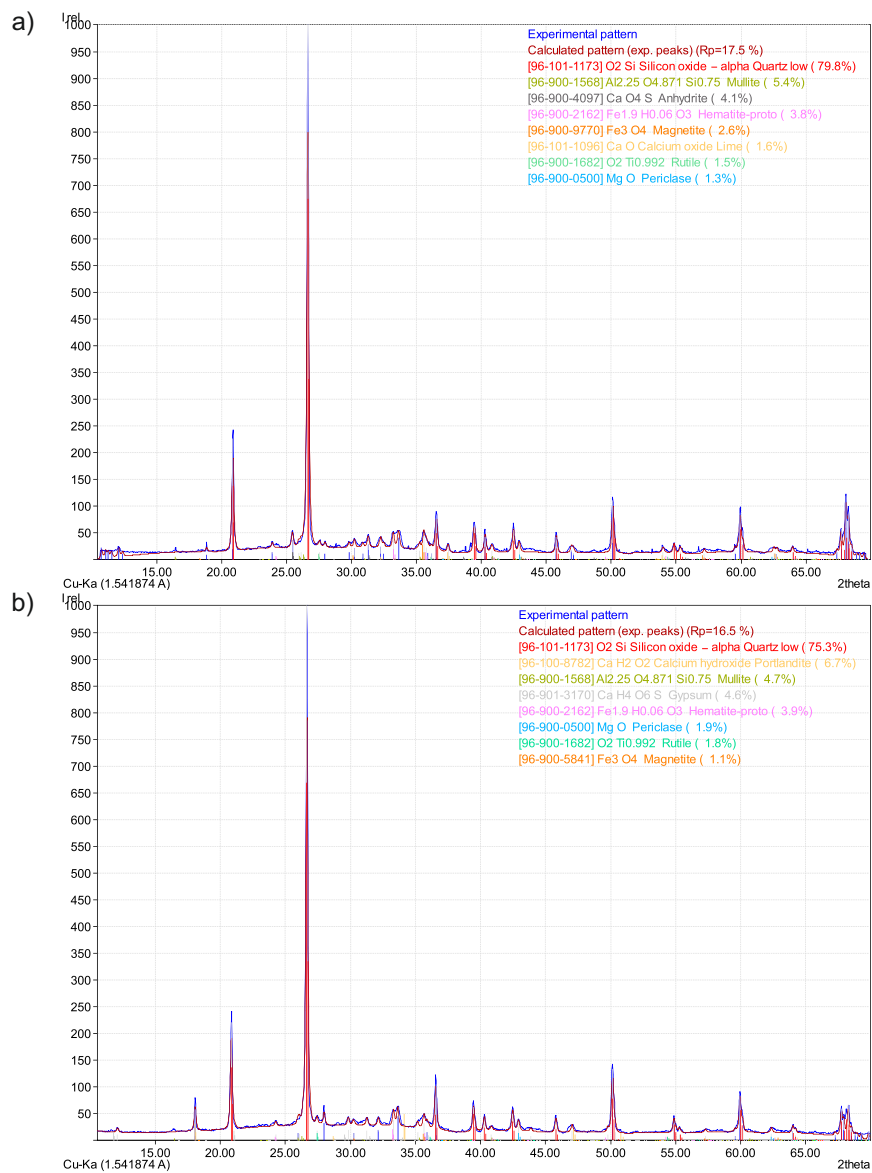 a)
I rel.
1000
950
900
850
800
750
700
650
600
550
500
450
400
350
300
250
200
150
100
50
Experimental pattern
Calculated pattern (exp. peaks) (Rp=17.5 %)
[96-101-1173] O2 Si Silicon oxide − alpha Quartz low ( 79.8%)
[96-900-1568] Al2.25 O4.871 Si0.75 Mullite ( 5.4%)
[96-900-4097] Ca O4 S Anhydrite ( 4.1%)
[96-900-2162] Fe1.9 H0.06 O3 Hematite-proto ( 3.8%)
[96-900-9770] Fe3 O4 Magnetite ( 2.6%)
[96-101-1096] Ca O Calcium oxide Lime ( 1.6%)
[96-900-1682] O2 Ti0.992 Rutile ( 1.5%)
[96-900-0500] Mg O Periclase ( 1.3%)
15.00 20.00 25.00 30.00 35.00 40.00 45.00 50.00 55.00 60.00 65.00
Cu-Ka (1.541874 A) 2theta
b)
I rel.
1000
950
900
850
800
750
700
650
600
550
500
450
400
350
300
250
200
150
100
50
Experimental pattern
Calculated pattern (exp. peaks) (Rp=16.5 %)
[96-101-1173] O2 Si Silicon oxide − alpha Quartz low ( 75.3%)
[96-100-8782] Ca H2 O2 Calcium hydroxide Portlandite ( 6.7%)
[96-900-1568] Al2.25 O4.871 Si0.75 Mullite ( 4.7%)
[96-901-3170] Ca H4 O6 S Gypsum ( 4.6%)
[96-900-2162] Fe1.9 H0.06 O3 Hematite-proto ( 3.9%)
[96-900-0500] Mg O Periclase ( 1.9%)
[96-900-1682] O2 Ti0.992 Rutile ( 1.8%)
[96-900-5841] Fe3 O4 Magnetite ( 1.1%)
15.00 20.00 25.00 30.00 35.00 40.00 45.00 50.00 55.00 60.00 65.00
Cu-Ka (1.541874 A) 2theta